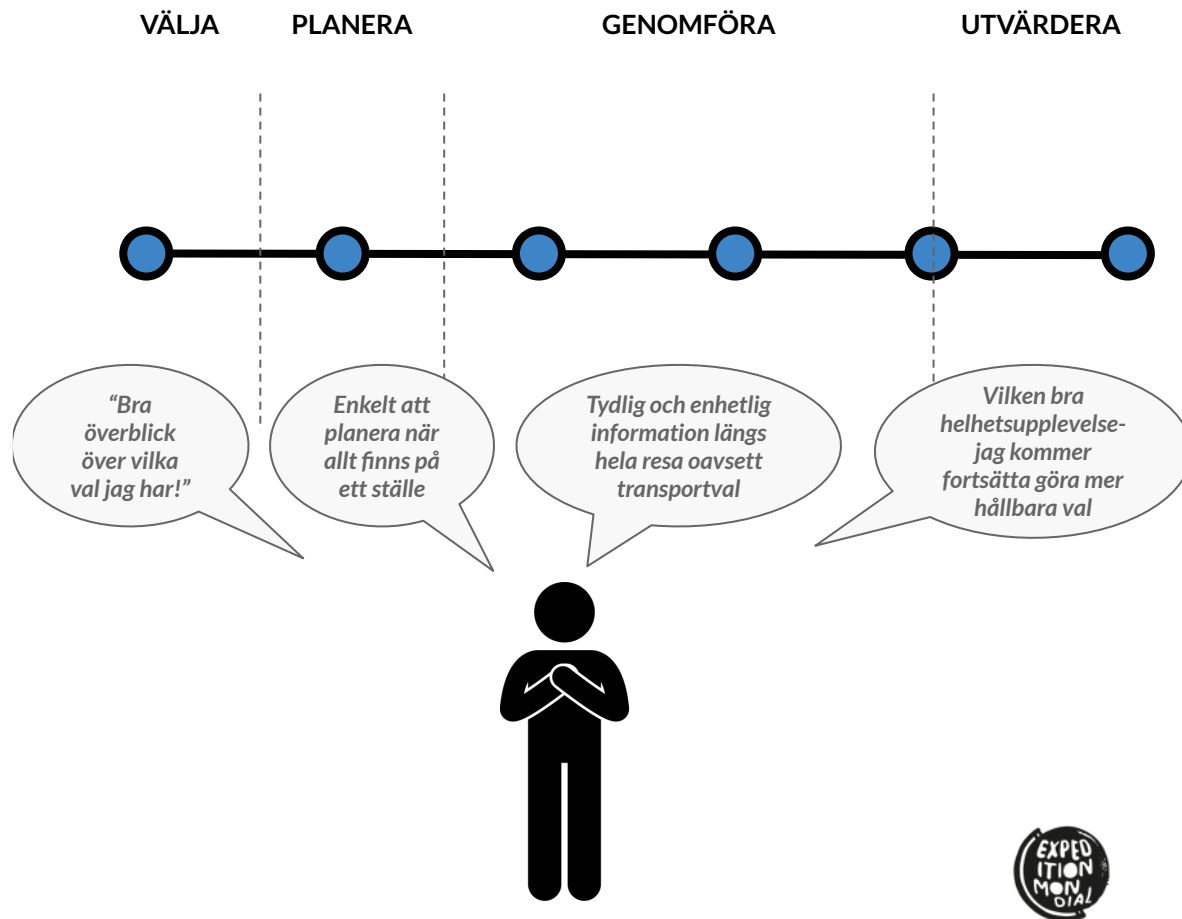 VÄLJA PLANERA GENOMFÖRA UTVÄRDERA
“Bra
överblick
över vilka
val jag har!”
Enkelt att
planera när
allt finns på
ett ställe
Tydlig och enhetlig
information längs
hela resa oavsett
transportval
Vilken bra
helhetsupplevelse-
jag kommer
fortsätta göra mer
hållbara val
EXPED
ITION
MON
DIAL